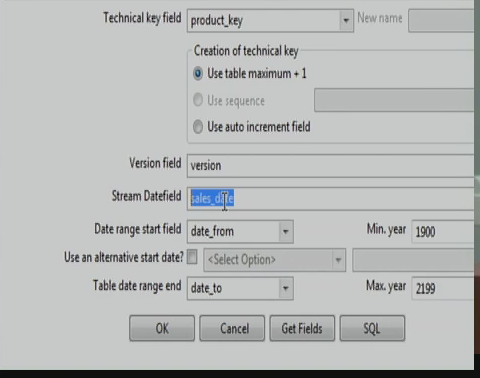 Technical key field product_key New name
Creation of technical key
Use table maximum + 1
Use sequence
Use auto increment field
Version field version
Stream Datefield sales_date
Date range start field date_from Min. year 1900
Use an alternative start date? <Select Option>
Table date range end date_to Max. year 2199
OK Cancel Get Fields SQL